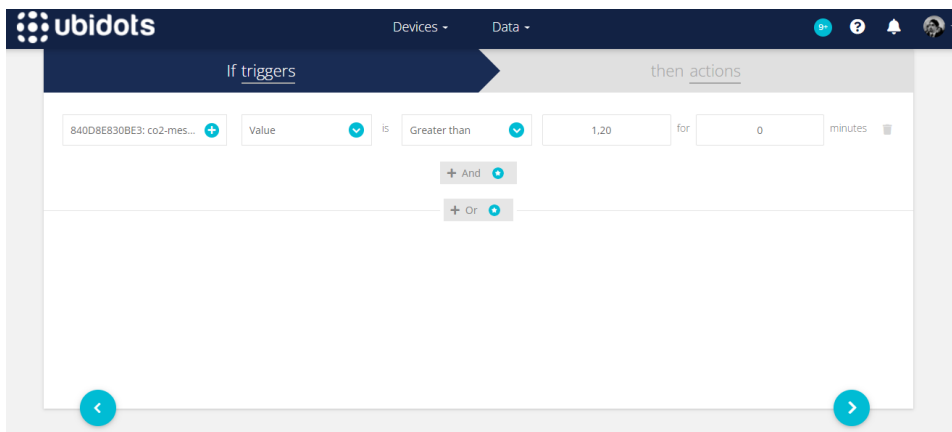 ubidots Devices Data 9+ ?
If triggers then actions
840D8E830BE3: co2-mes... Value is Greater than 1,20 for 0 minutes
+ And
+ Or